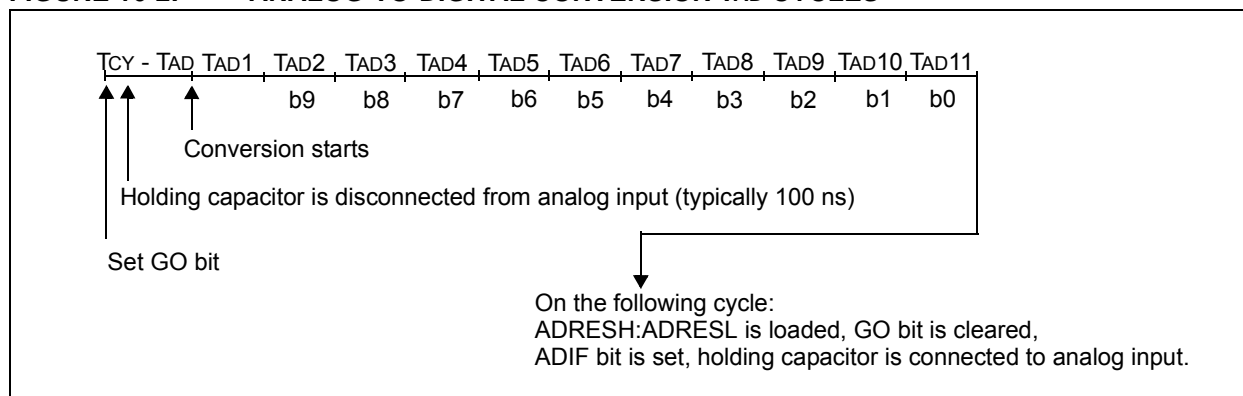 FIGURE 16-2: ANALOG-TO-DIGITAL CONVERSION TAD CYCLES
TCY - TAD TAD1 TAD2 TAD3 TAD4 TAD5 TAD6 TAD7 TAD8 TAD9 TAD10 TAD11
b9 b8 b7 b6 b5 b4 b3 b2 b1 b0
Conversion starts
Holding capacitor is disconnected from analog input (typically 100 ns)
Set GO bit
On the following cycle:
ADRESH:ADRESL is loaded, GO bit is cleared,
ADIF bit is set, holding capacitor is connected to analog input.